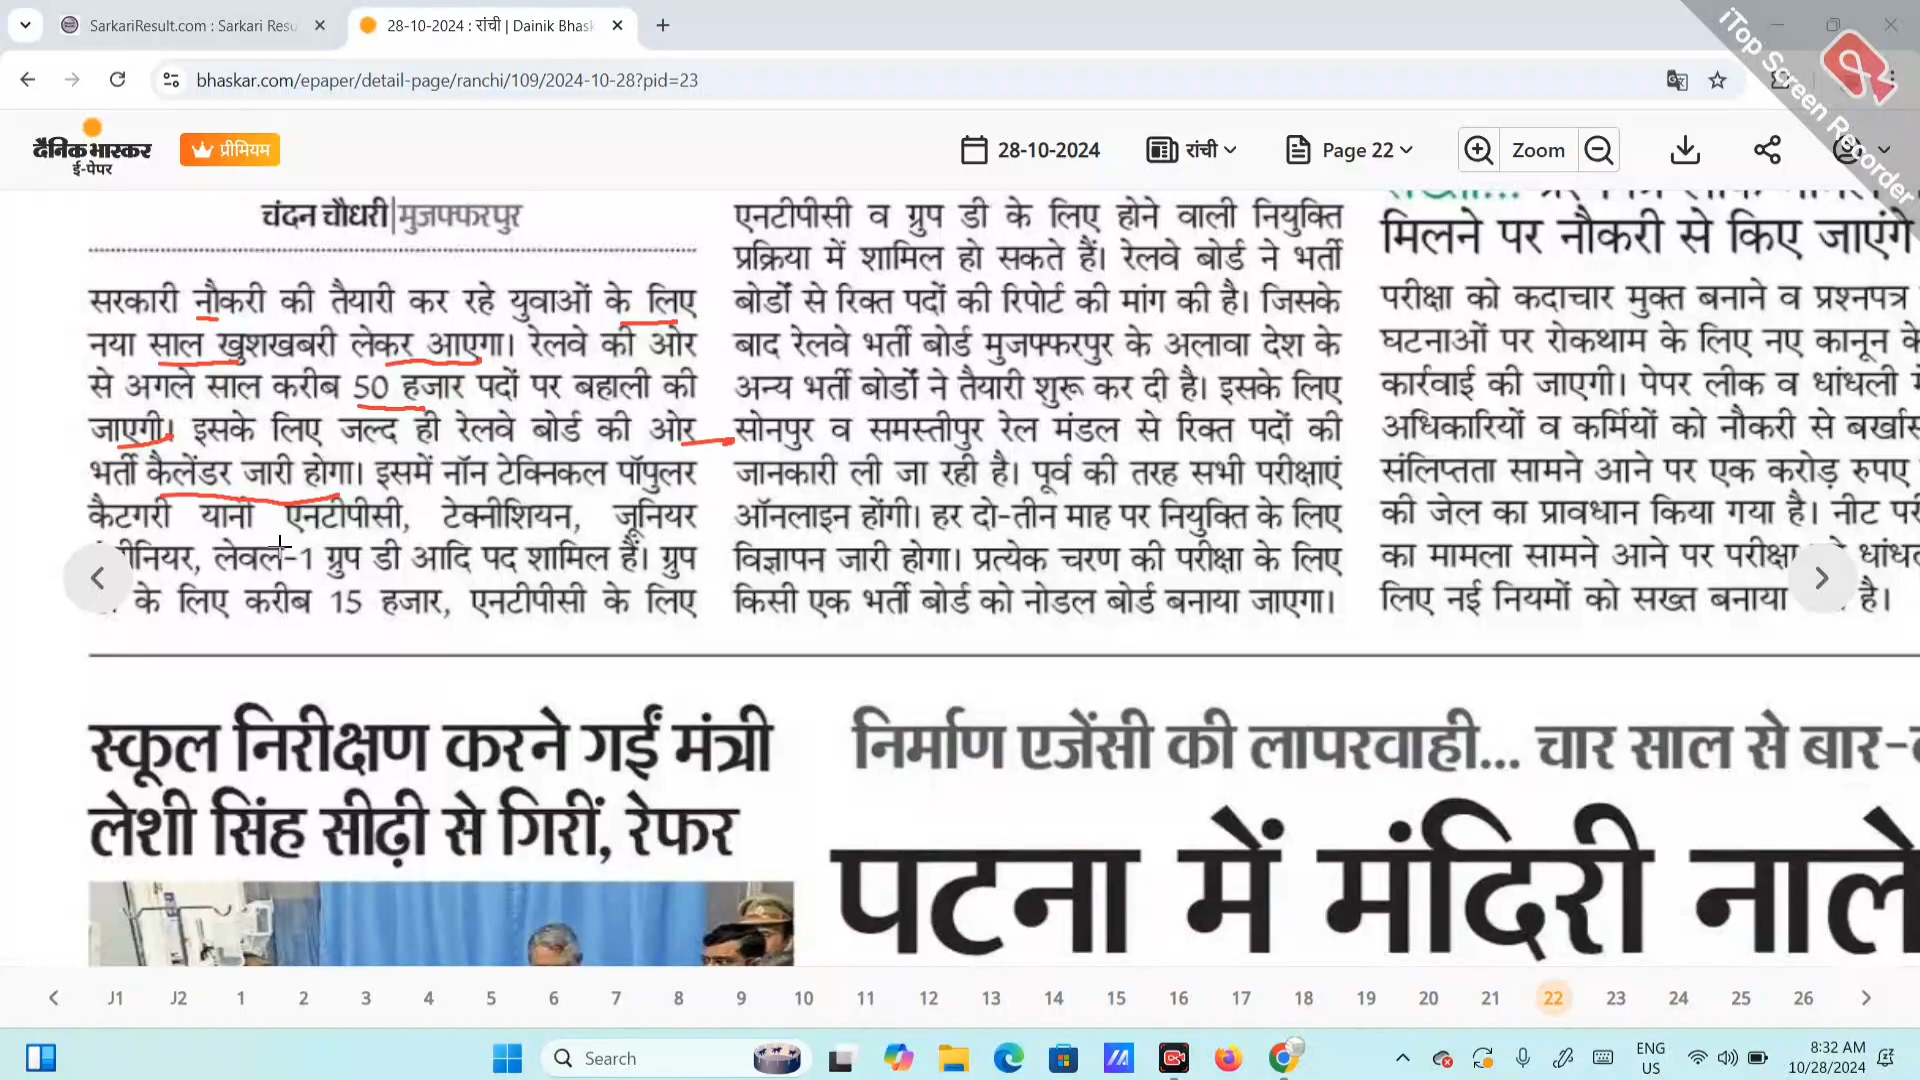 SarkariResult.com : Sarkari Resu
28-10-2024 : रांची | Dainik Bhask
bhaskar.com/epaper/detail-page/ranchi/109/2024-10-28?pid=23
iTop Screen Recorder
दैनिक भास्कर
ई-पेपर
प्रीमियम
28-10-2024
रांची
Page 22
Zoom
चंदन चौधरी|मुजफ्फरपुर
सरकारी नौकरी की तैयारी कर रहे युवाओं के लिए
नया साल खुशखबरी लेकर आएगा। रेलवे की ओर
से अगले साल करीब 50 हजार पदों पर बहाली की
जाएगी। इसके लिए जल्द ही रेलवे बोर्ड की ओर
भर्ती कैलेंडर जारी होगा। इसमें नॉन टेक्निकल पॉपुलर
कैटगरी यानी एनटीपीसी, टेक्नीशियन, जूनियर
लेवल-1 ग्रुप डी आदि पद शामिल हैं। ग्रुप
के लिए करीब 15 हजार, एनटीपीसी के लिए
एनटीपीसी व ग्रुप डी के लिए होने वाली नियुक्ति
प्रक्रिया में शामिल हो सकते हैं। रेलवे बोर्ड ने भर्ती
बोर्डों से रिक्त पदों की रिपोर्ट की मांग की है। जिसके
बाद रेलवे भर्ती बोर्ड मुजफ्फरपुर के अलावा देश के
अन्य भर्ती बोर्डों ने तैयारी शुरू कर दी है। इसके लिए
सोनपुर व समस्तीपुर रेल मंडल से रिक्त पदों की
जानकारी ली जा रही है। पूर्व की तरह सभी परीक्षाएं
ऑनलाइन होंगी। हर दो-तीन माह पर नियुक्ति के लिए
विज्ञापन जारी होगा। प्रत्येक चरण की परीक्षा के लिए
किसी एक भर्ती बोर्ड को नोडल बोर्ड बनाया जाएगा।
मिलने पर नौकरी से किए जाएंगे
परीक्षा को कदाचार मुक्त बनाने व प्रश्नपत्र
घटनाओं पर रोकथाम के लिए नए कानून के
कार्रवाई की जाएगी। पेपर लीक व धांधली में
अधिकारियों व कर्मियों को नौकरी से बर्खास
संलिप्तता सामने आने पर एक करोड़ रुपए
की जेल का प्रावधान किया गया है। नीट परी
का मामला सामने आने पर परीक्षा धांधल
लिए नई नियमों को सख्त बनाया है।
स्कूल निरीक्षण करने गईं मंत्री
लेशी सिंह सीढ़ी से गिरीं, रेफर
निर्माण एजेंसी की लापरवाही... चार साल से बार-
पटना में मंदिरी नाले
J1 J2 1 2 3 4 5 6 7 8 9 10 11 12 13 14 15 16 17 18 19 20 21 22 23 24 25 26
Search
ENG
US
8:32 AM
10/28/2024